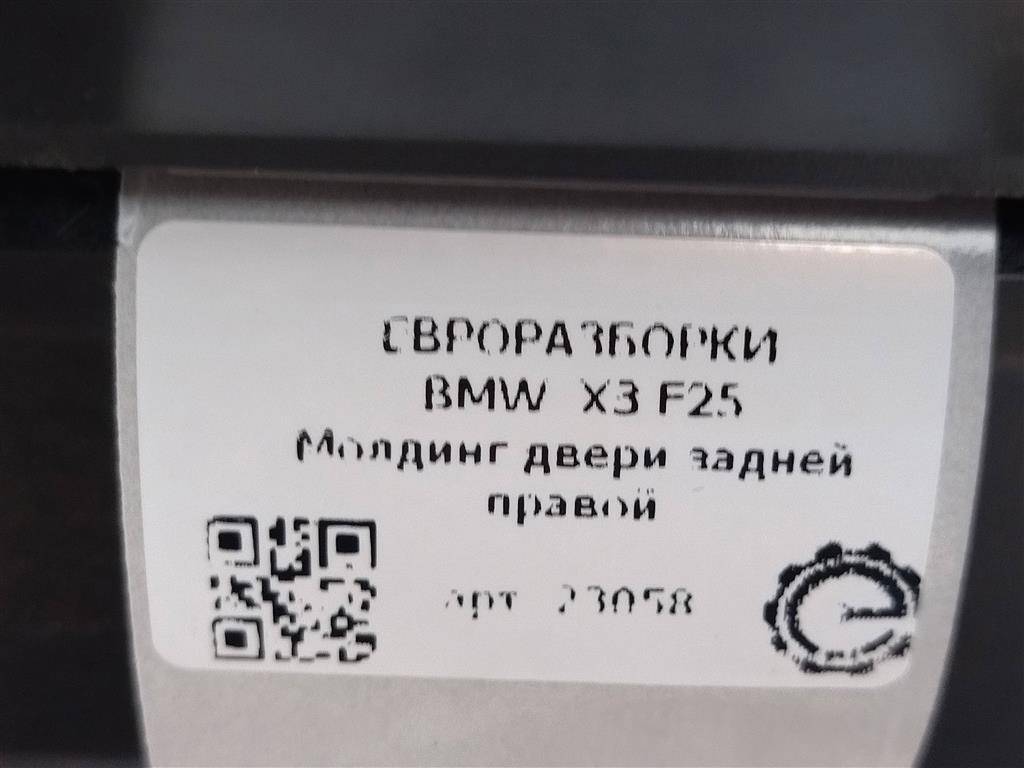 ЕВРОРАЗБОРКИ
BMW X3 F25
Молдинг двери задней
правой
арт 23058